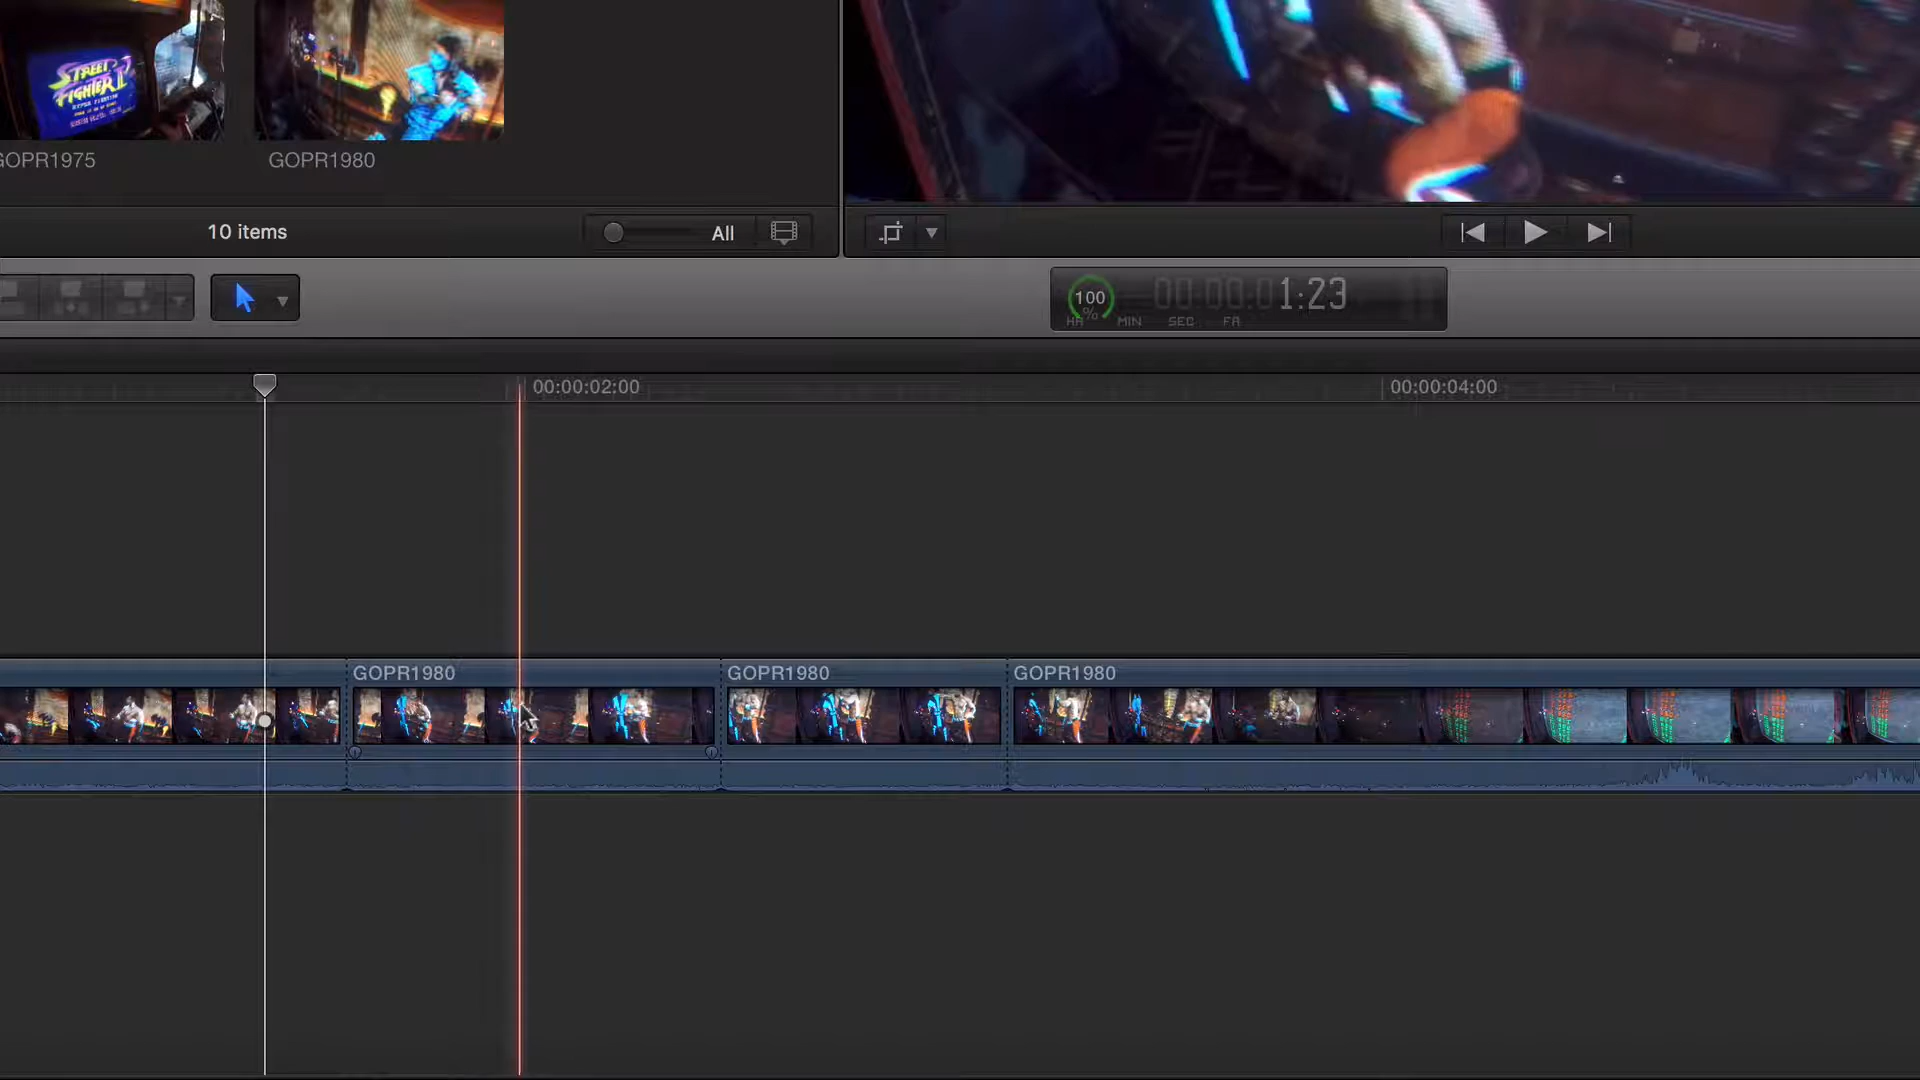 STREET
FIGHTER II
GOPR1975
GOPR1980
10 items
All
100
%
1:23
HR
MIN
SEC
FR
00:00:02:00
00:00:04:00
GOPR1980
GOPR1980
GOPR1980